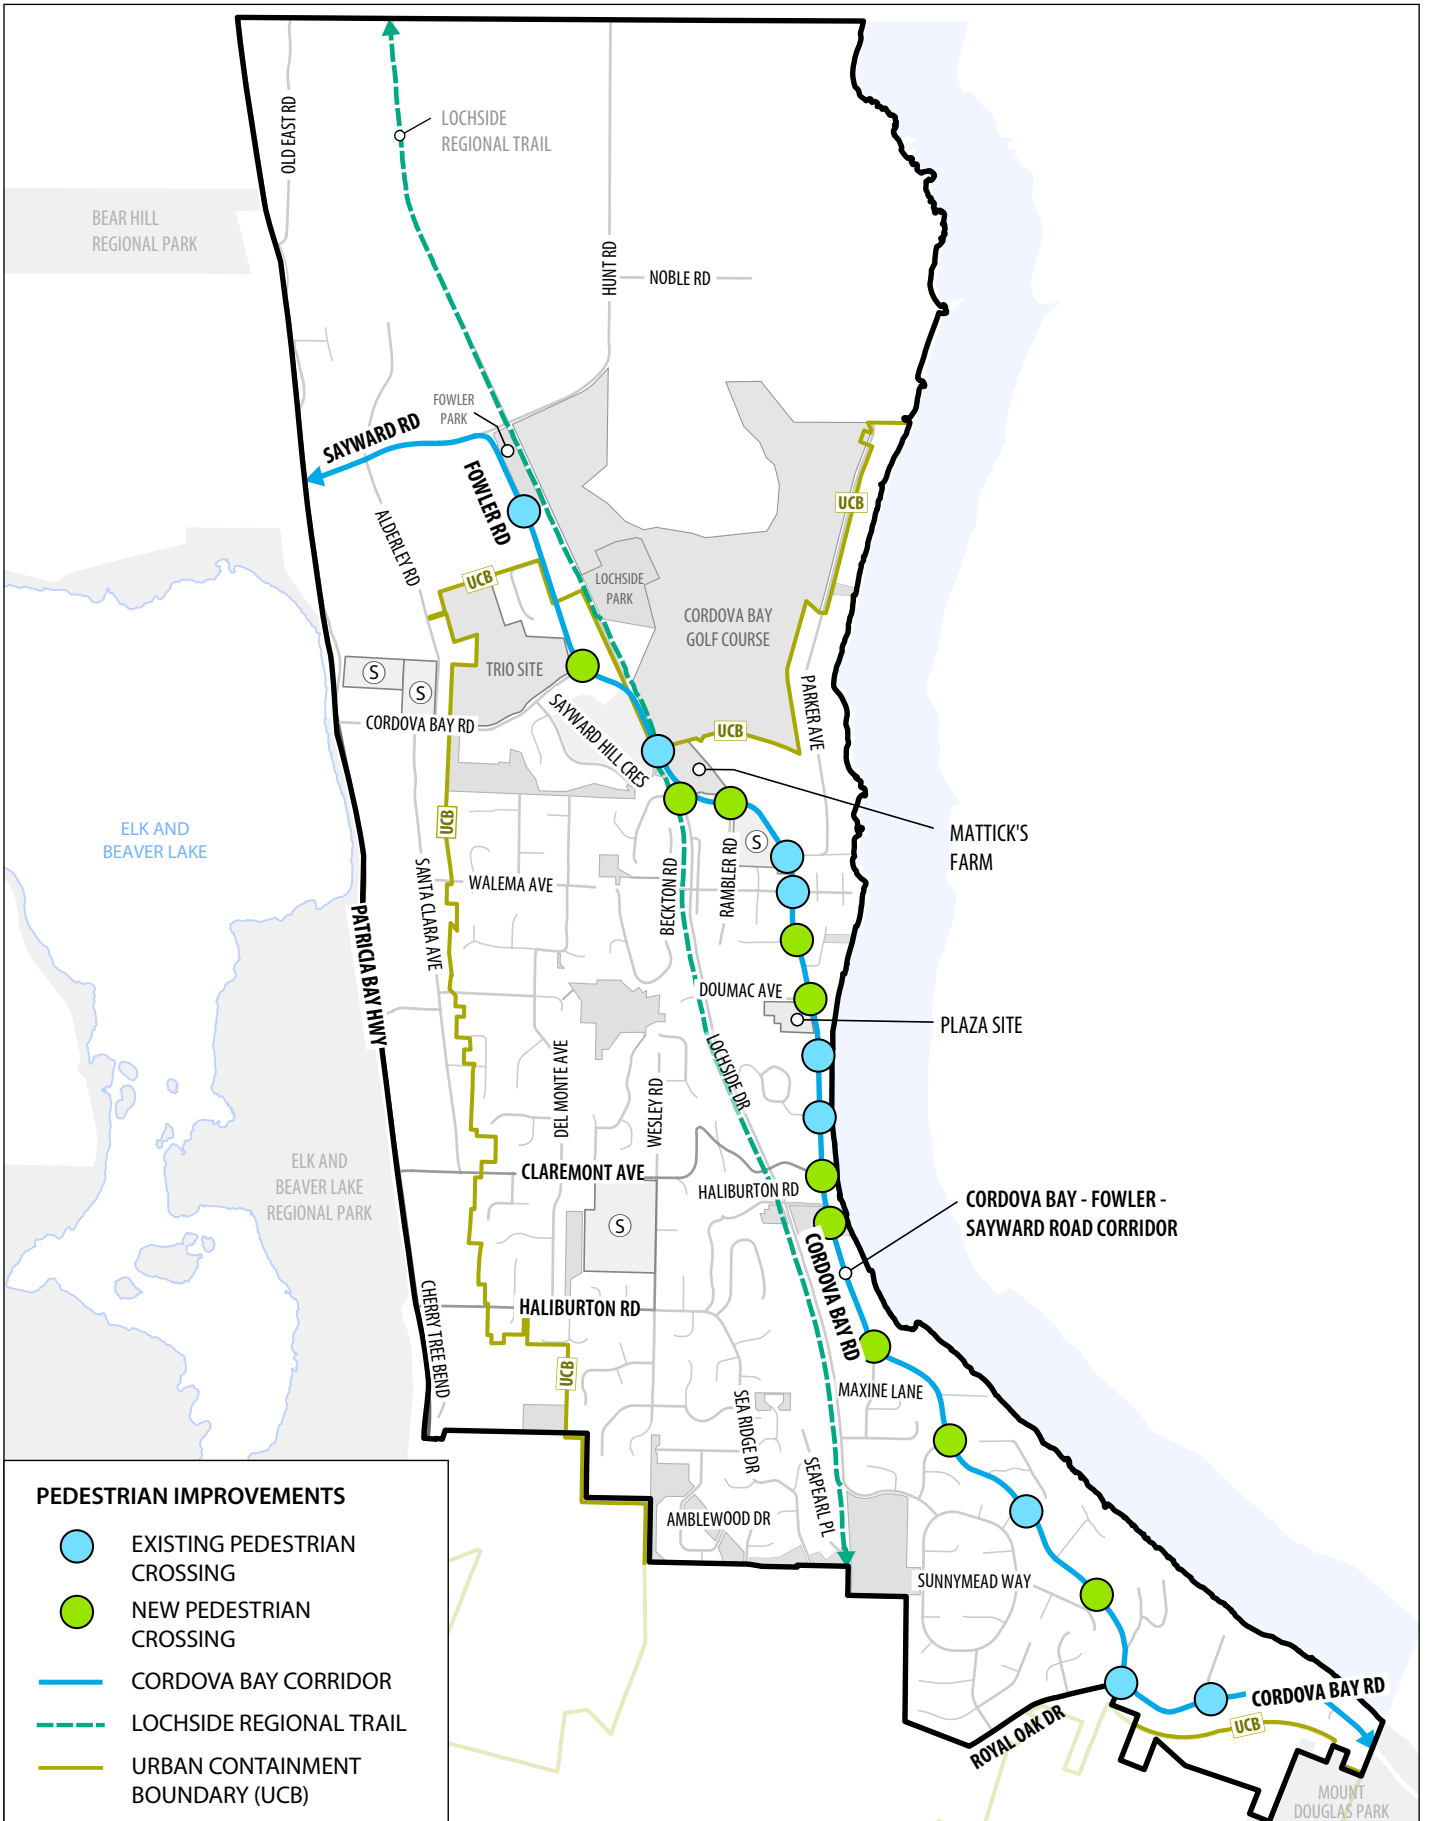 OLD EAST RD
LOCHSIDE
REGIONAL TRAIL
BEAR HILL
REGIONAL PARK
HUNT RD
NOBLE RD
FOWLER
PARK
SAYWARD RD
FOWLER RD
UCB
ALDERLEY RD
UCB
LOCHSIDE
PARK
CORDOVA BAY
GOLF COURSE
TRIO SITE
S
S
CORDOVA BAY RD
SAYWARD HILL CRES
PARKER AVE
UCB
MATTICK'S
FARM
ELK AND
BEAVER LAKE
UCB
S
RAMBLER RD
BECKTON RD
WALEMA AVE
SANTA CLARA AVE
PATRICIA BAY HWY
DOUMAC AVE
PLAZA SITE
LOCHSIDE DR
DEL MONTE AVE
WESLEY RD
CLAREMONT AVE
ELK AND
BEAVER LAKE
REGIONAL PARK
HALIBURTON RD
CORDOVA BAY - FOWLER -
SAYWARD ROAD CORRIDOR
S
CORDOVA BAY RD
HALIBURTON RD
CHERRY TREE BEND
UCB
MAXINE LANE
SEA RIDGE DR
SEAPEARL PL
AMBLEWOOD DR
SUNNYMEAD WAY
ROYAL OAK DR
CORDOVA BAY RD
UCB
MOUNT
DOUGLAS PARK
PEDESTRIAN IMPROVEMENTS
EXISTING PEDESTRIAN
CROSSING
NEW PEDESTRIAN
CROSSING
CORDOVA BAY CORRIDOR
LOCHSIDE REGIONAL TRAIL
URBAN CONTAINMENT
BOUNDARY (UCB)